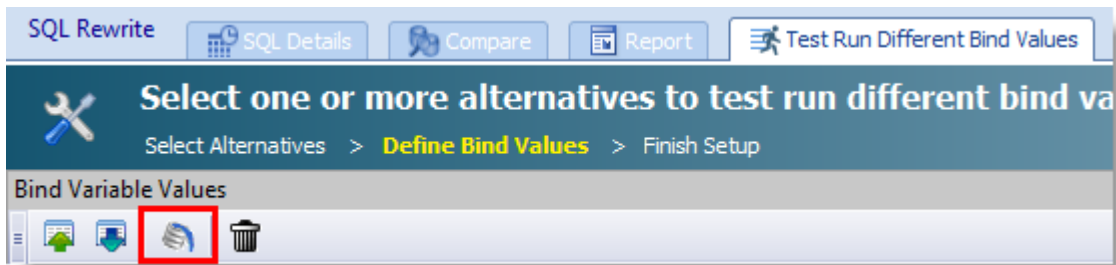 SQL Rewrite SQL Details Compare Report Test Run Different Bind Values
Select one or more alternatives to test run different bind va
Select Alternatives > Define Bind Values > Finish Setup
Bind Variable Values